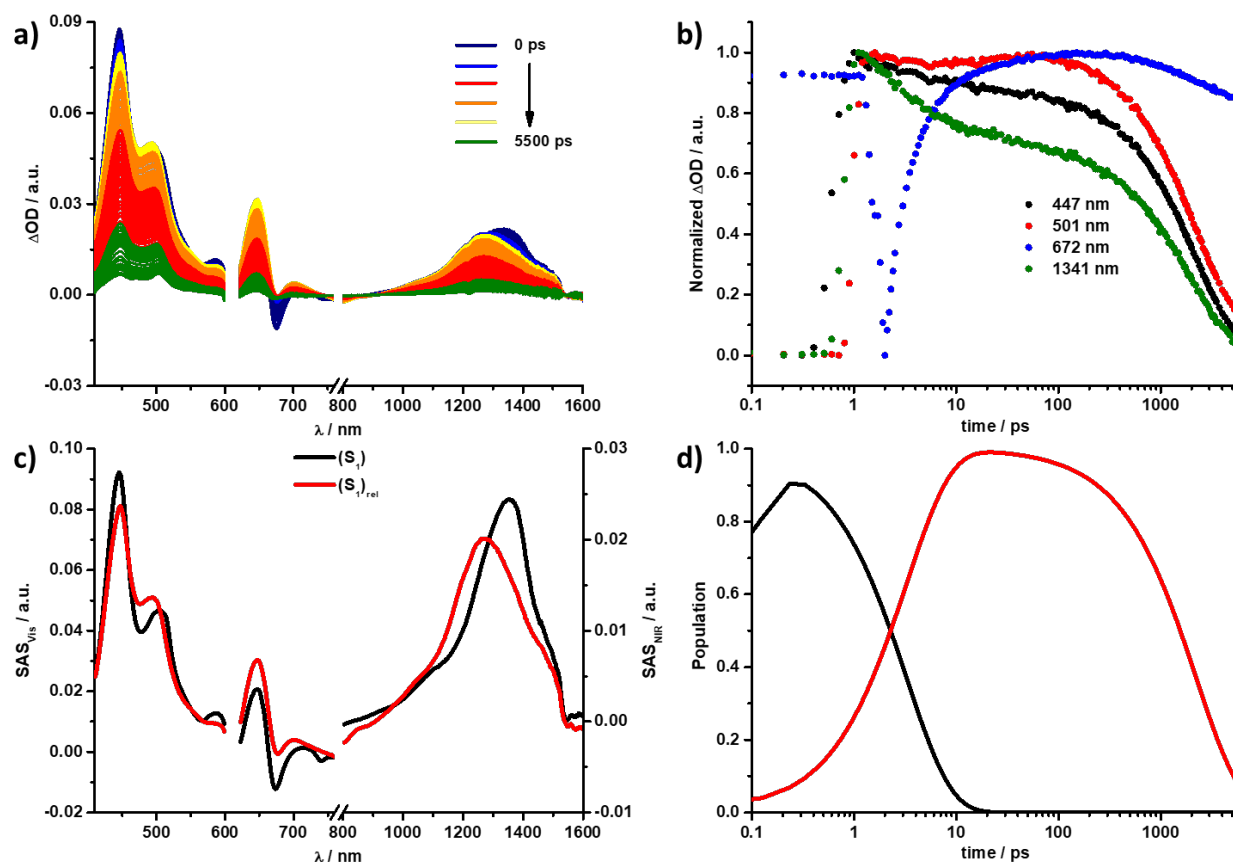 a)
ΔOD / a.u.
0.09
0.06
0.03
0.00
-0.03
0 ps
5500 ps
500 600 700 800 1000 1200 1400 1600
λ / nm
b)
Normalized ΔOD / a.u.
1.0
0.8
0.6
0.4
0.2
0.0
447 nm
501 nm
672 nm
1341 nm
0.1 1 10 100 1000
time / ps
c)
SAS_Vis / a.u.
0.10
0.08
0.06
0.04
0.02
0.00
-0.02
(S₁)
(S₁)rel
0.03
0.02
0.01
0.00
-0.01
SAS_NIR / a.u.
500 600 700 800 1000 1200 1400 1600
λ / nm
d)
Population
1.0
0.8
0.6
0.4
0.2
0.0
0.1 1 10 100 1000
time / ps